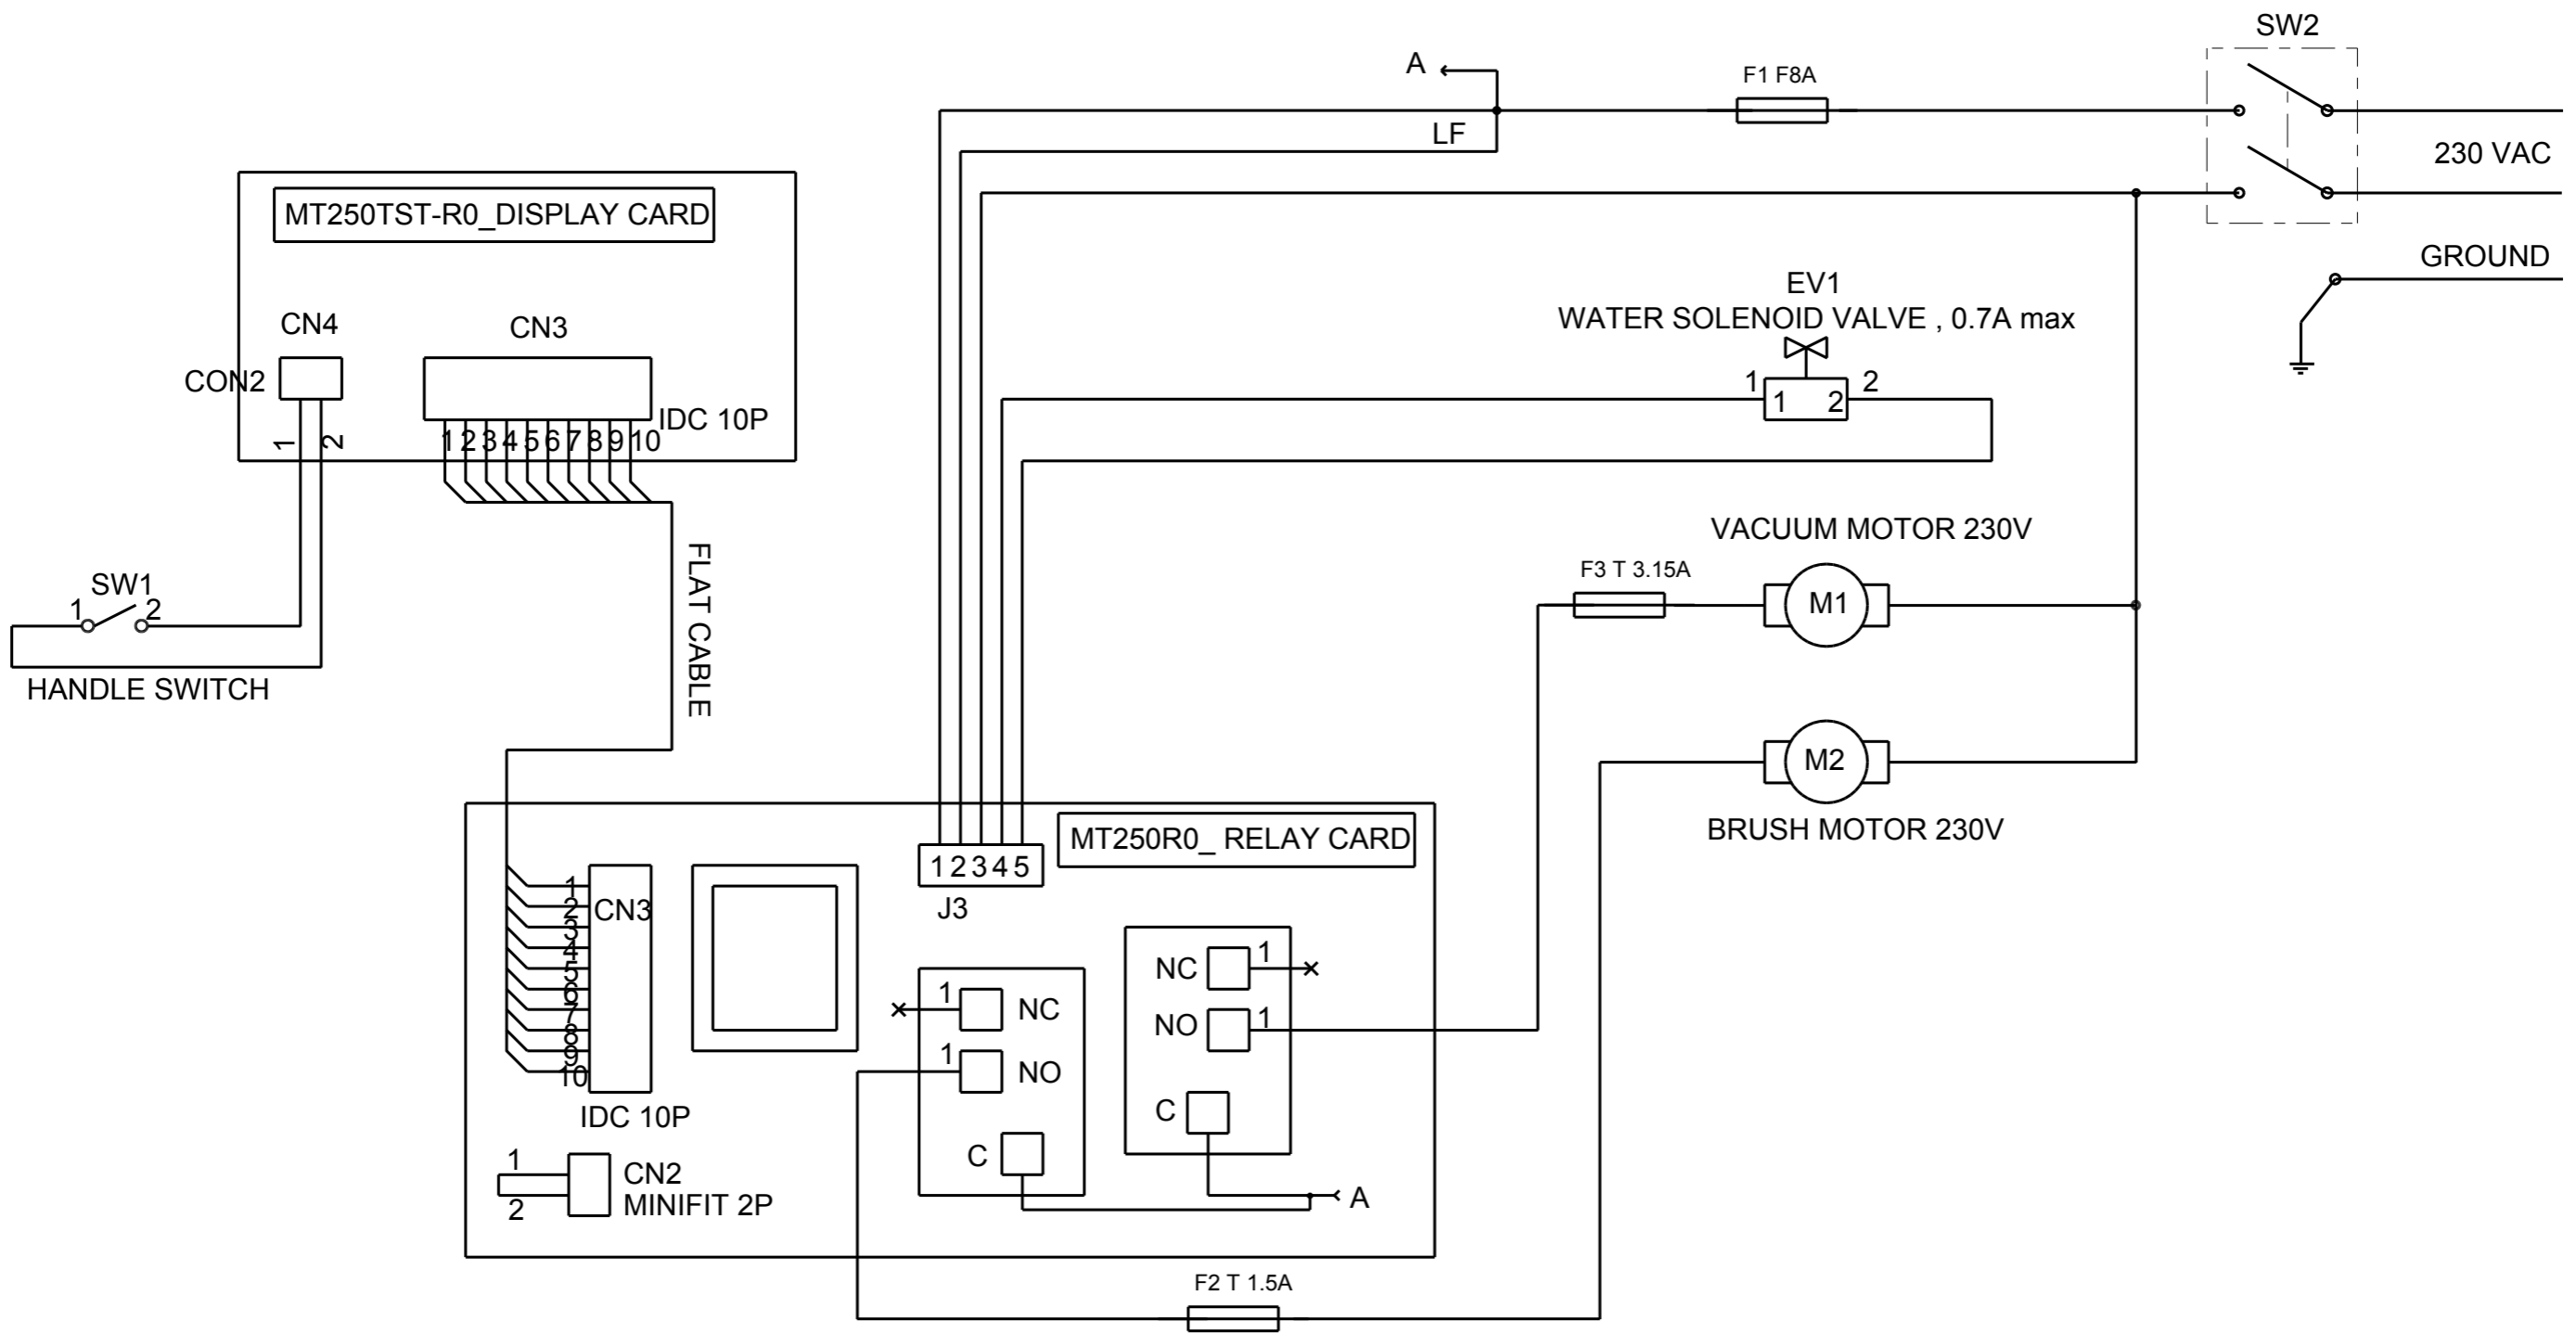 SW2
A
F1 F8A
LF
230 VAC
MT250TST-R0_DISPLAY CARD
GROUND
EV1
WATER SOLENOID VALVE , 0.7A max
CN4
CN3
CON2
1 2
1 2
IDC 10P
1 2
1 2 3 4 5 6 7 8 9 10
VACUUM MOTOR 230V
FLAT CABLE
F3 T 3.15A
SW1
1 2
M1
HANDLE SWITCH
M2
BRUSH MOTOR 230V
MT250R0_ RELAY CARD
1 2 3 4 5
J3
1
2
3
4
5
6
7
8
9
10
CN3
IDC 10P
NC
1
NO
1
C
1
NC
1
NO
C
A
1
2
CN2
MINIFIT 2P
F2 T 1.5A